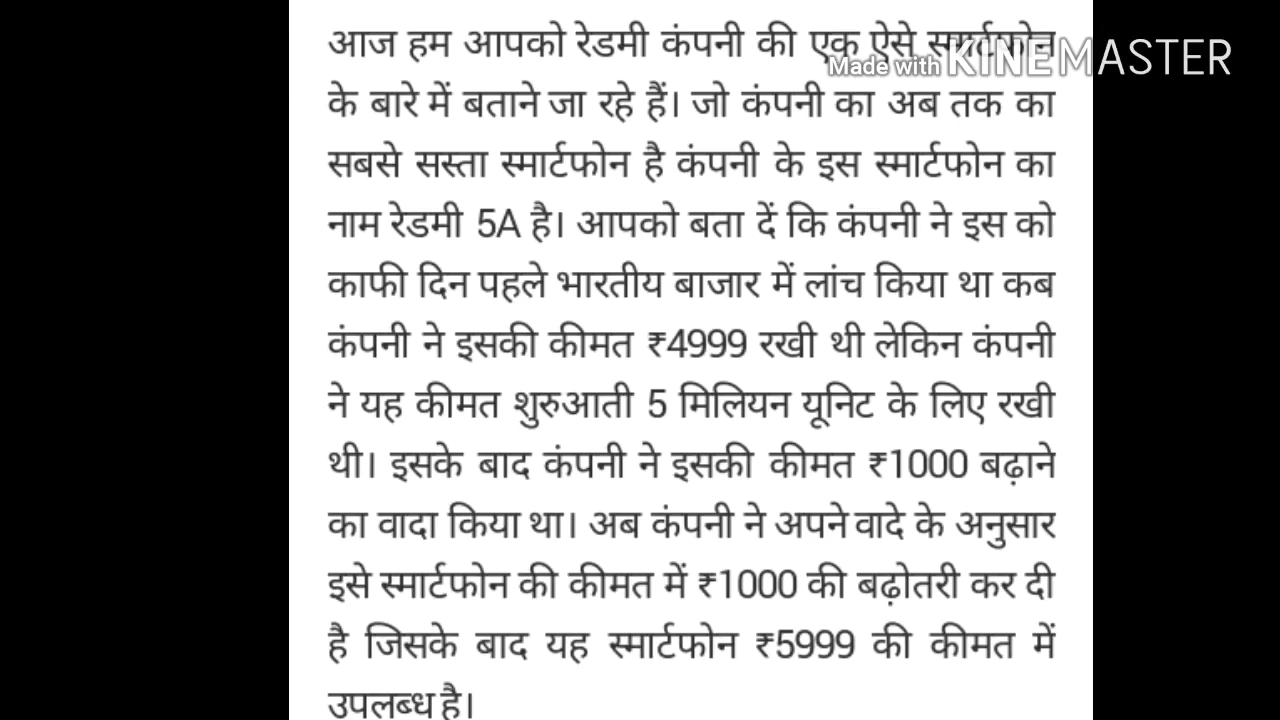 आज हम आपको रेडमी कंपनी की एक ऐसे स्मार्टफोन
Made with KINEMASTER
के बारे में बताने जा रहे हैं। जो कंपनी का अब तक का
सबसे सस्ता स्मार्टफोन है कंपनी के इस स्मार्टफोन का
नाम रेडमी 5A है। आपको बता दें कि कंपनी ने इस को
काफी दिन पहले भारतीय बाजार में लांच किया था कब
कंपनी ने इसकी कीमत ₹4999 रखी थी लेकिन कंपनी
ने यह कीमत शुरुआती 5 मिलियन यूनिट के लिए रखी
थी। इसके बाद कंपनी ने इसकी कीमत ₹1000 बढ़ाने
का वादा किया था। अब कंपनी ने अपने वादे के अनुसार
इसे स्मार्टफोन की कीमत में ₹1000 की बढ़ोतरी कर दी
है जिसके बाद यह स्मार्टफोन ₹5999 की कीमत में
उपलब्ध है।